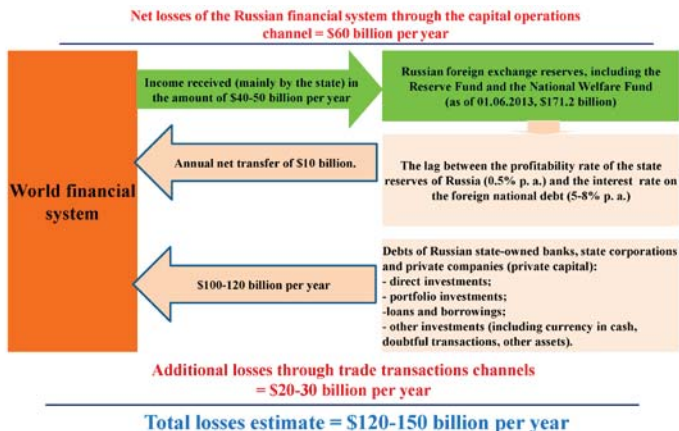 Net losses of the Russian financial system through the capital operations
channel = $60 billion per year
Income received (mainly by the state) in
the amount of $40-50 billion per year
Russian foreign exchange reserves, including the
Reserve Fund and the National Welfare Fund
(as of 01.06.2013, $171.2 billion)
World financial
system
Annual net transfer of $10 billion.
The lag between the profitability rate of the state
reserves of Russia (0.5% p. a.) and the interest rate on
the foreign national debt (5-8% p. a.)
$100-120 billion per year
Debts of Russian state-owned banks, state corporations
and private companies (private capital):
- direct investments;
- portfolio investments;
-loans and borrowings;
- other investments (including currency in cash,
doubtful transactions, other assets).
Additional losses through trade transactions channels
= $20-30 billion per year
Total losses estimate = $120-150 billion per year